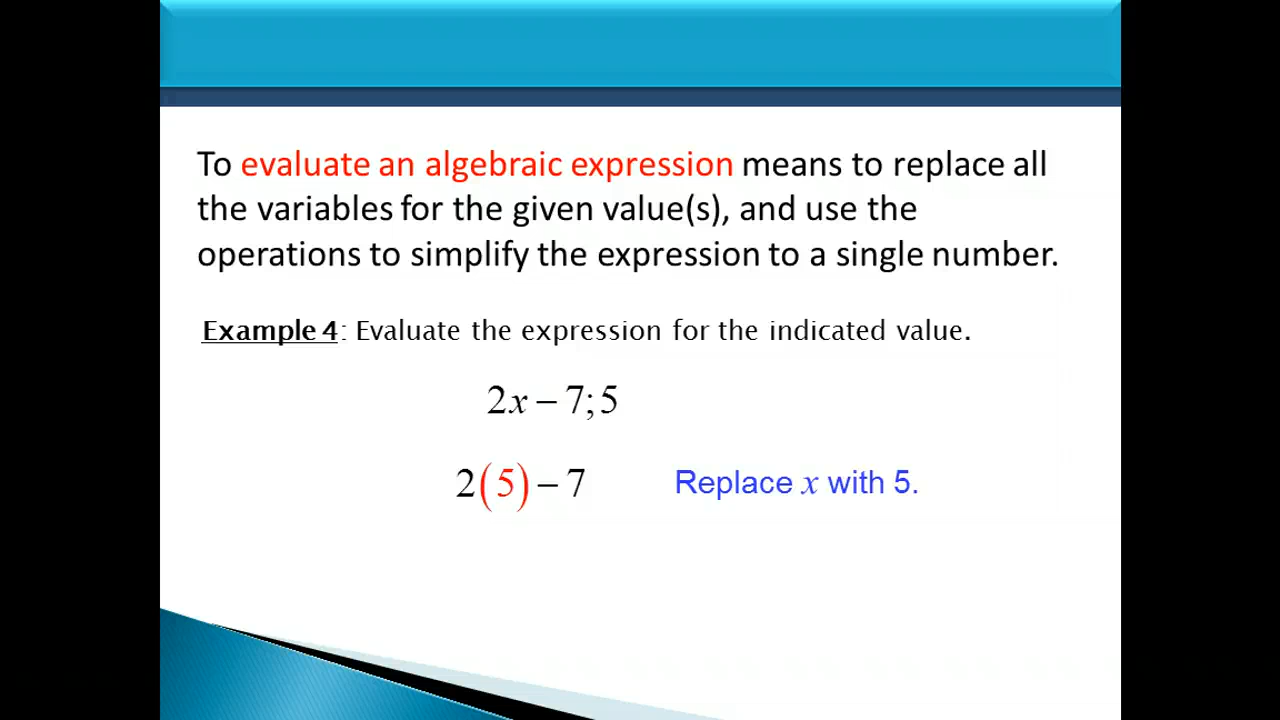 To evaluate an algebraic expression means to replace all
the variables for the given value(s), and use the
operations to simplify the expression to a single number.
Example 4: Evaluate the expression for the indicated value.
2x − 7; 5
2(5) − 7 Replace x with 5.